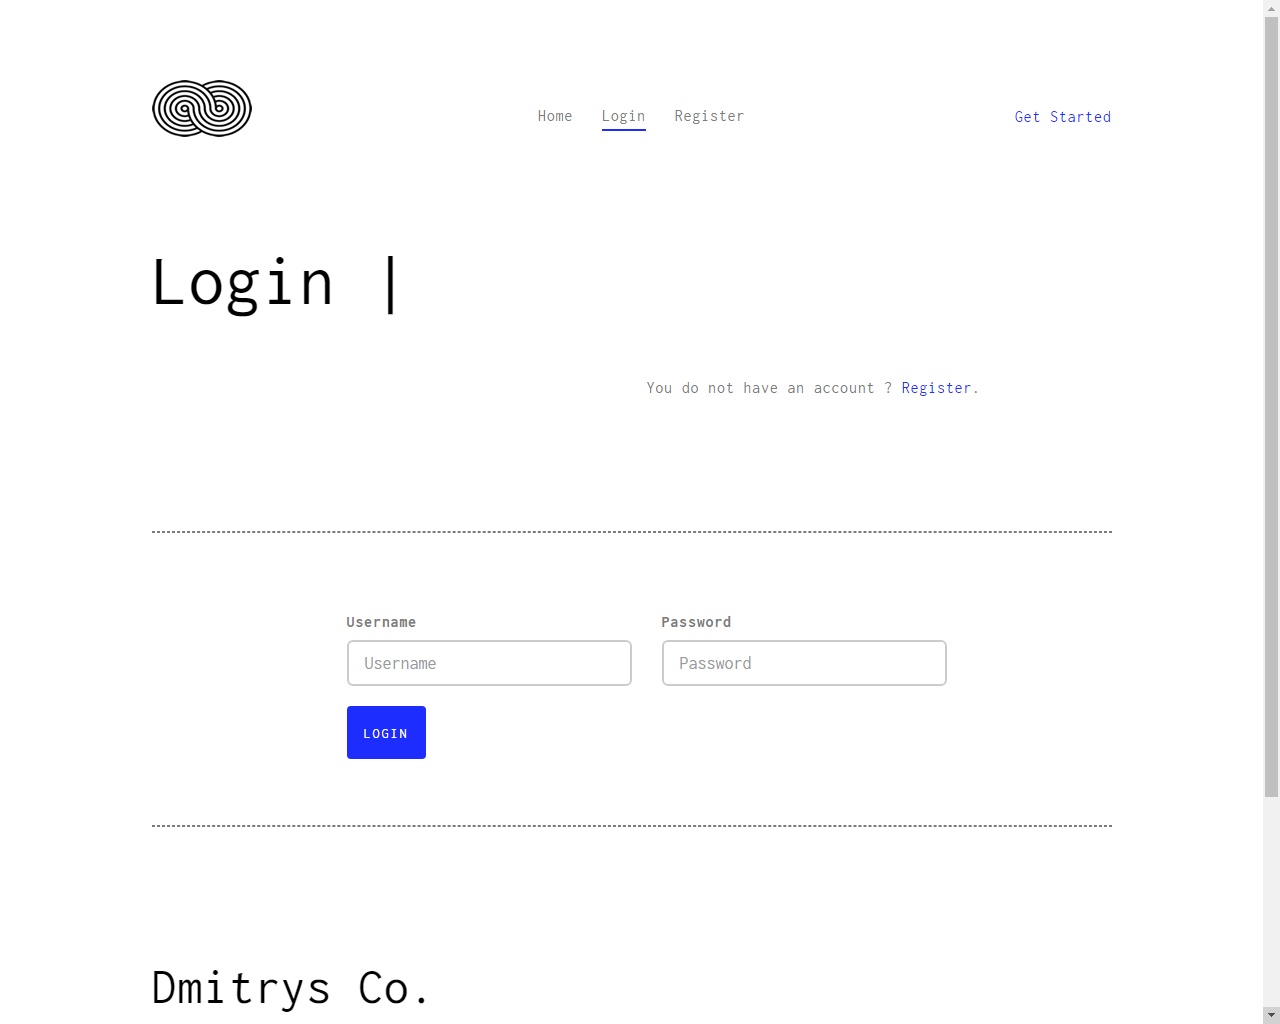 Home Login Register Get Started
Login |
You do not have an account ? Register.
Username Password
Username Password
LOGIN
Dmitrys Co.